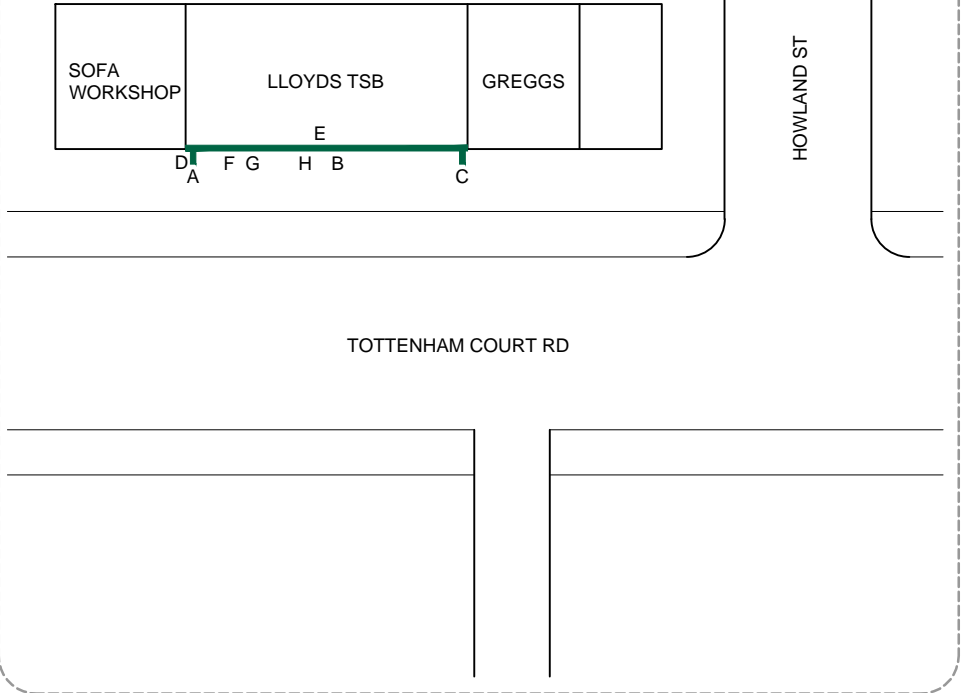 SOFA
WORKSHOP
LLOYDS TSB
GREGGS
HOWLAND ST
E
D
A
F
G
H
B
C
TOTTENHAM COURT RD